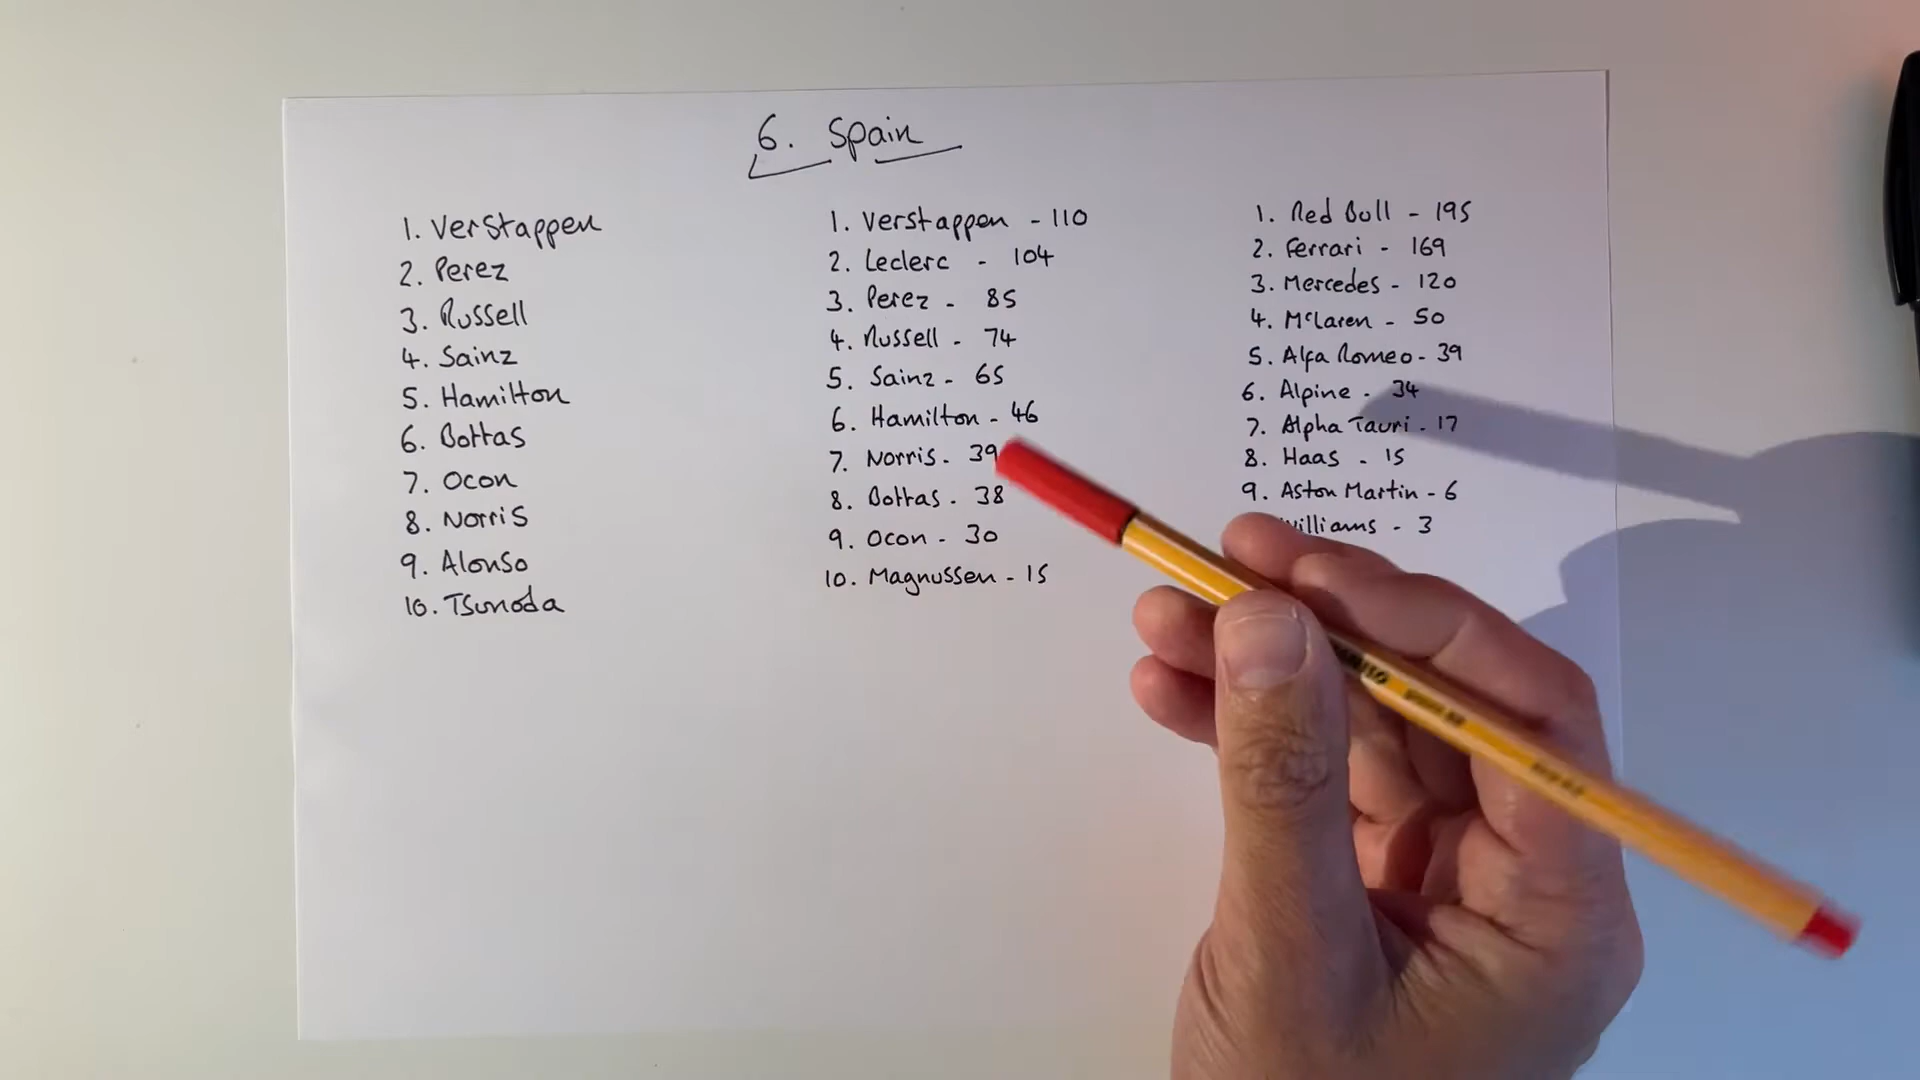 6. Spain
1. Verstappen
2. Perez
3. Russell
4. Sainz
5. Hamilton
6. Bottas
7. Ocon
8. Norris
9. Alonso
10. Tsunoda
1. Verstappen - 110
2. Leclerc - 104
3. Perez - 85
4. Russell - 74
5. Sainz - 65
6. Hamilton - 46
7. Norris - 39
8. Bottas - 38
9. Ocon - 30
10. Magnussen - 15
1. Red Bull - 195
2. Ferrari - 169
3. Mercedes - 120
4. McLaren - 50
5. Alfa Romeo - 39
6. Alpine - 34
7. Alpha Tauri - 17
8. Haas - 15
9. Aston Martin - 6
Williams - 3